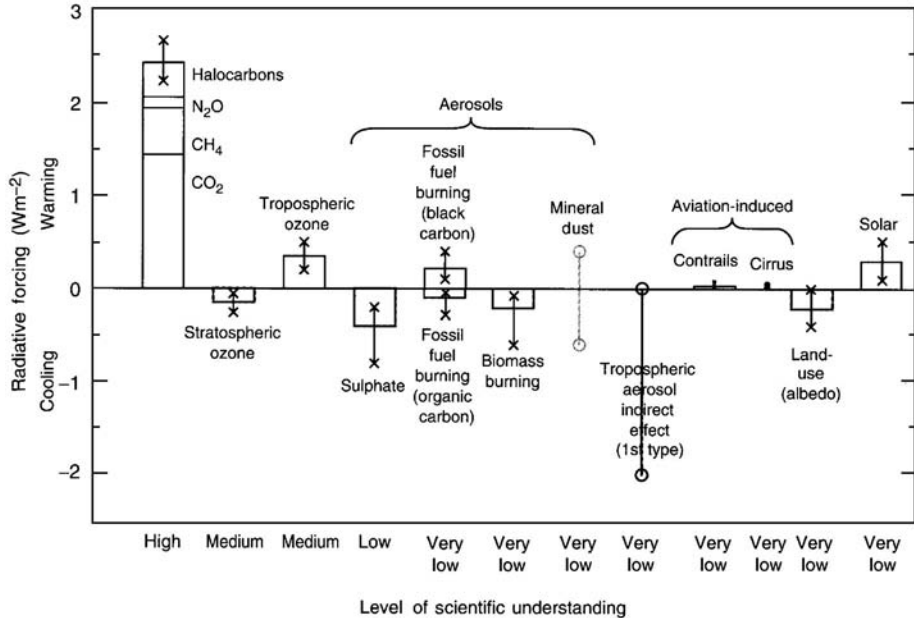 3
2
1
0
−1
−2
Radiative forcing (Wm−2)
Cooling Warming
Halocarbons
N2O
CH4
CO2
Stratospheric
ozone
Tropospheric
ozone
Aerosols
Sulphate
Fossil
fuel
burning
(black
carbon)
Fossil
fuel
burning
(organic
carbon)
Biomass
burning
Mineral
dust
Tropospheric
aerosol
indirect
effect
(1st type)
Aviation-induced
Contrails
Cirrus
Land-
use
(albedo)
Solar
High
Medium
Medium
Low
Very
low
Very
low
Very
low
Very
low
Very
low
Very
low
Very
low
Very
low
Level of scientific understanding